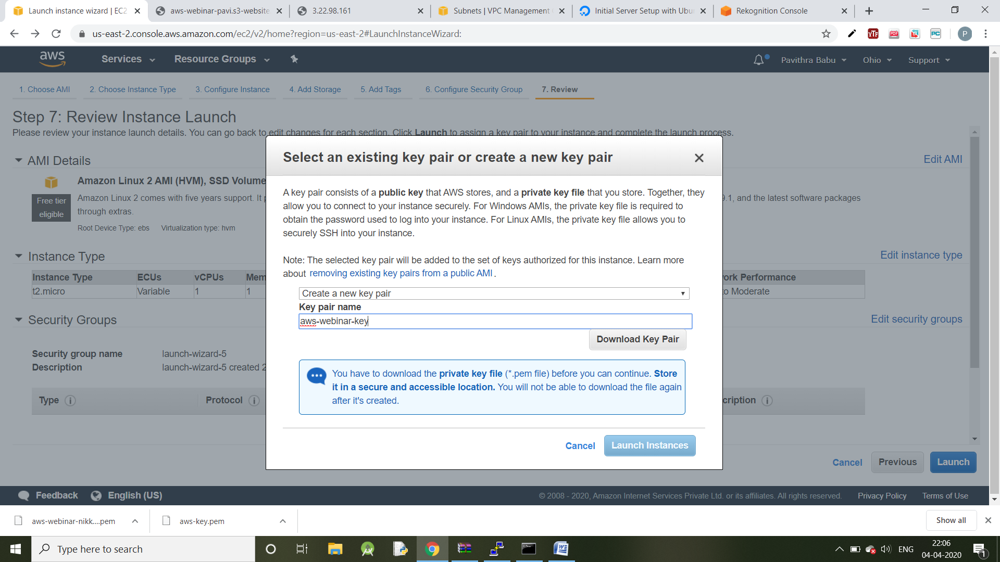 Launch instance wizard | EC2
aws-webinar-pavi.s3-website
3.22.98.161
Subnets | VPC Management
Initial Server Setup with Ubu
Rekognition Console
us-east-2.console.aws.amazon.com/ec2/v2/home?region=us-east-2#LaunchInstanceWizard:
YTF
PDF
PC
P
aws
Services
Resource Groups
Pavithra Babu
Ohio
Support
1. Choose AMI
2. Choose Instance Type
3. Configure Instance
4. Add Storage
5. Add Tags
6. Configure Security Group
7. Review
Step 7: Review Instance Launch
Please review your instance launch details. You can go back to edit changes for each section. Click Launch to assign a key pair to your instance and complete the launch process.
AMI Details
Edit AMI
Amazon Linux 2 AMI (HVM), SSD Volume
Free tier
eligible
Amazon Linux 2 comes with five years support. It
9.1, and the latest software packages
through extras.
Root Device Type: ebs Virtualization type: hvm
Instance Type
Edit instance type
Instance Type
ECUs
vCPUs
Mem
ork Performance
t2.micro
Variable
1
1
o Moderate
Security Groups
Edit security groups
Security group name
launch-wizard-5
Description
launch-wizard-5 created 2
Type
Protocol
cription
Select an existing key pair or create a new key pair
A key pair consists of a public key that AWS stores, and a private key file that you store. Together, they
allow you to connect to your instance securely. For Windows AMIs, the private key file is required to
obtain the password used to log into your instance. For Linux AMIs, the private key file allows you to
securely SSH into your instance.
Note: The selected key pair will be added to the set of keys authorized for this instance. Learn more
about removing existing key pairs from a public AMI.
Create a new key pair
Key pair name
aws-webinar-key
Download Key Pair
You have to download the private key file (*.pem file) before you can continue. Store
it in a secure and accessible location. You will not be able to download the file again
after it's created.
Cancel
Launch Instances
Cancel
Previous
Launch
Feedback
English (US)
© 2008 - 2020, Amazon Internet Services Private Ltd. or its affiliates. All rights reserved.
Privacy Policy
Terms of Use
aws-webinar-nikk....pem
aws-key.pem
Show all
Type here to search
ENG
22:06
04-04-2020
1